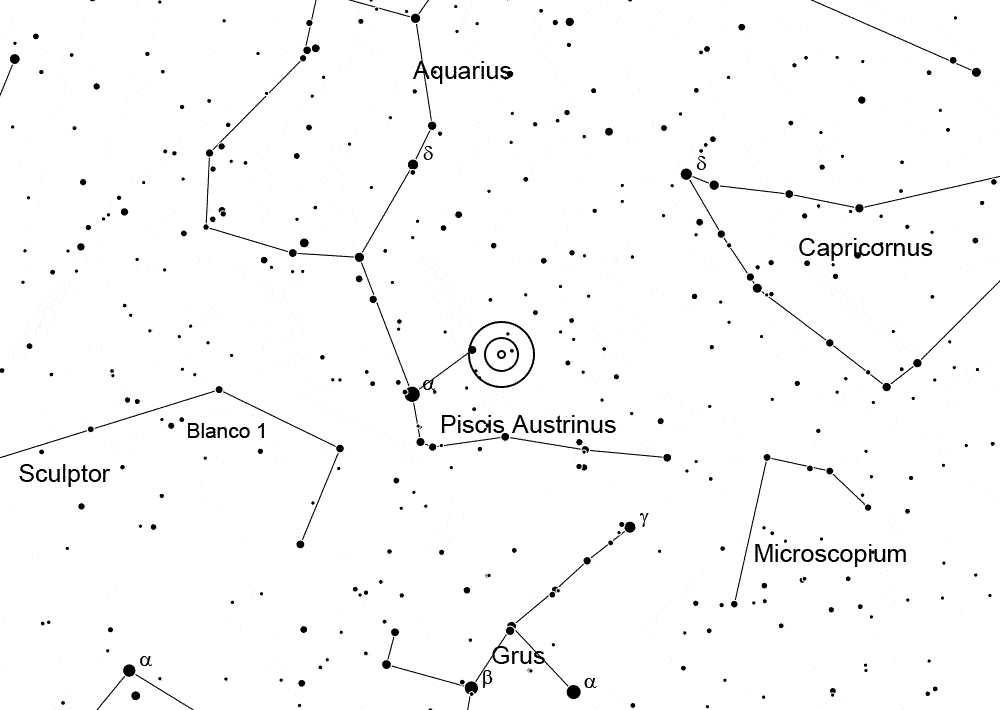 Aquarius
δ
δ
Capricornus
α
Piscis Austrinus
Blanco 1
Sculptor
γ
Microscopium
Grus
α
β
α